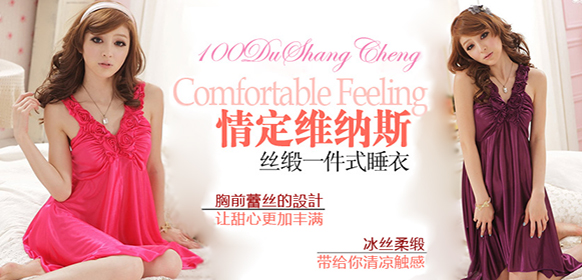 100DuShang Cheng
Comfortable Feeling
情定维纳斯
丝缎一件式睡衣
胸前蕾丝的設計
让甜心更加丰满
冰丝柔缎
带给你清凉触感